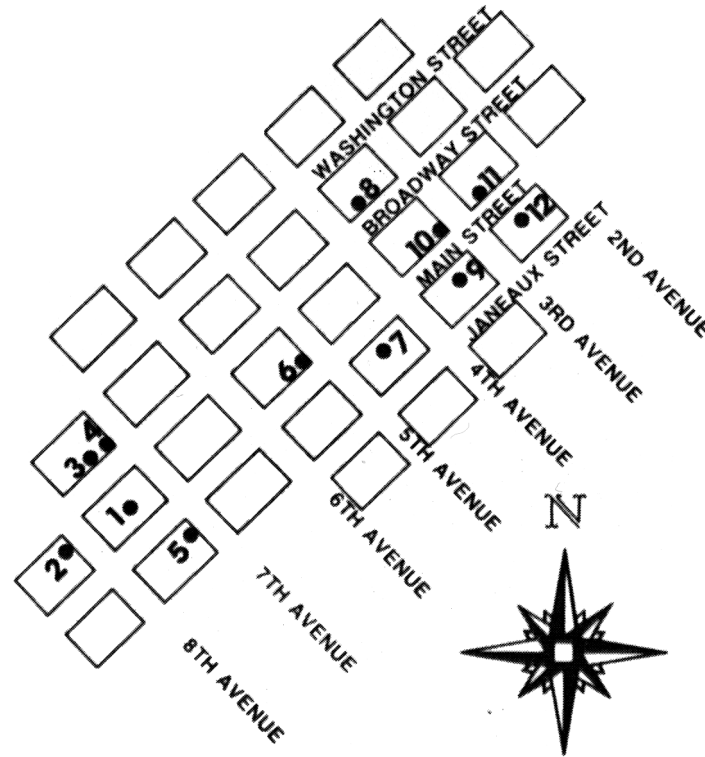 WASHINGTON STREET
BROADWAY STREET
MAIN STREET
JANEAUX STREET
2ND AVENUE
3RD AVENUE
4TH AVENUE
5TH AVENUE
6TH AVENUE
7TH AVENUE
8TH AVENUE
8
11
12
10
9
7
6
4
3
1
5
2
N